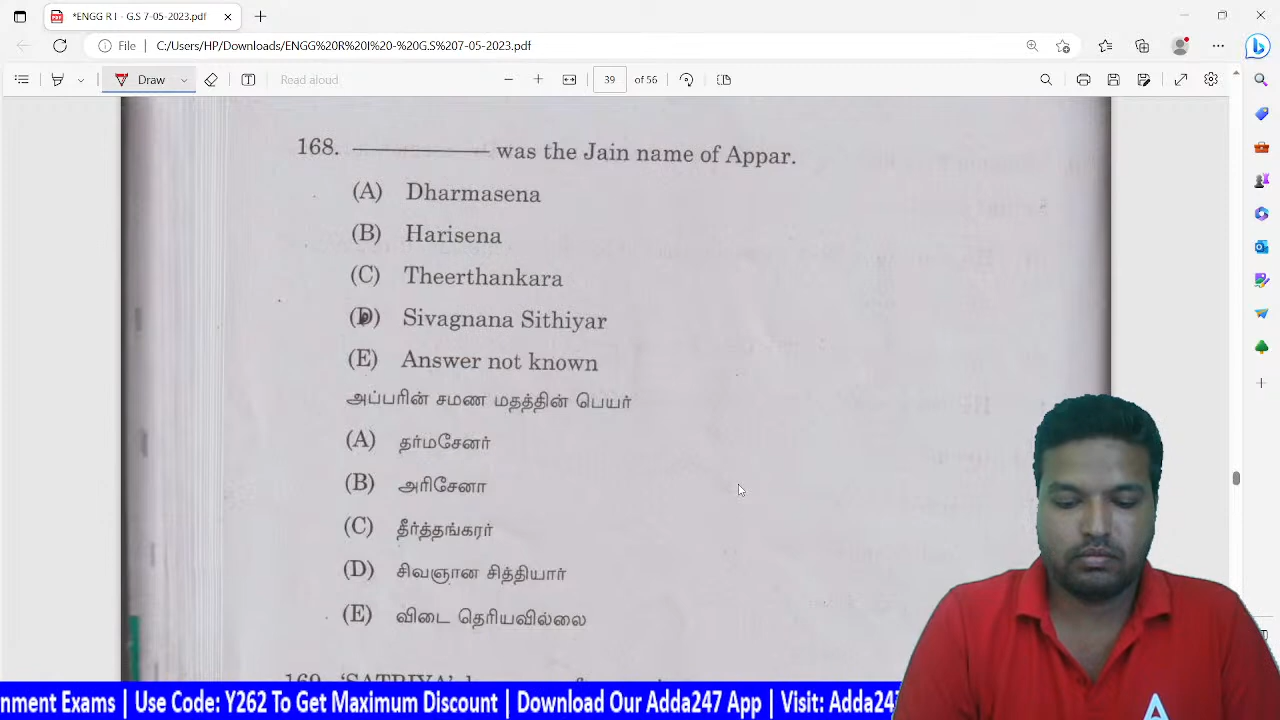 *ENGG R I - G.S 7-05-2023.pdf
File C:/Users/HP/Downloads/ENGG%20R%20I%20-%20G.S%207-05-2023.pdf
Draw Read aloud 39 of 56
168. was the Jain name of Appar.
(A) Dharmasena
(B) Harisena
(C) Theerthankara
(D) Sivagnana Sithiyar
(E) Answer not known
அப்பரின் சமண மதத்தின் பெயர்
(A) தர்மசேனர்
(B) அரிசேனா
(C) தீர்த்தங்கரர்
(D) சிவஞான சித்தியார்
(E) விடை தெரியவில்லை
169. 'SATRIYA'
nment Exams | Use Code: Y262 To Get Maximum Discount | Download Our Adda247 App | Visit: Adda247